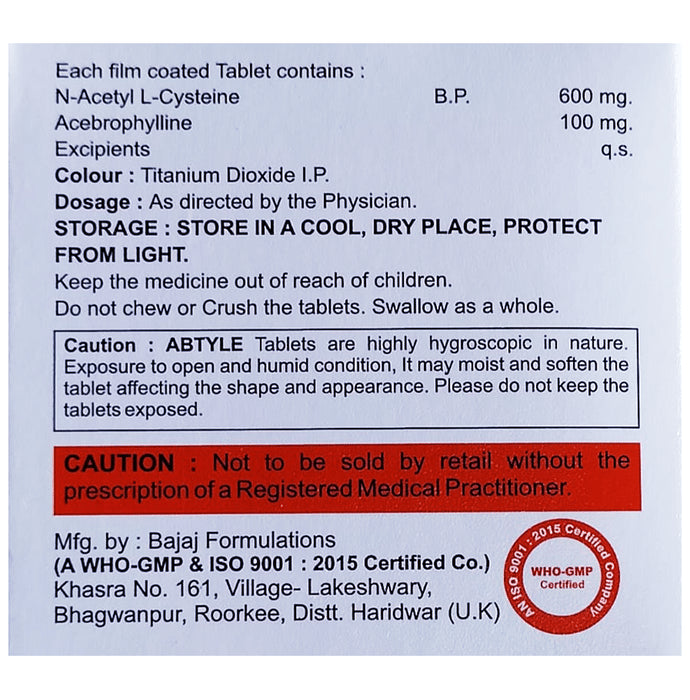 Each film coated Tablet contains :
N-Acetyl L-Cysteine B.P. 600 mg.
Acebrophylline 100 mg.
Excipients q.s.
Colour : Titanium Dioxide I.P.
Dosage : As directed by the Physician.
STORAGE : STORE IN A COOL, DRY PLACE, PROTECT
FROM LIGHT.
Keep the medicine out of reach of children.
Do not chew or Crush the tablets. Swallow as a whole.
Caution : ABTYLE Tablets are highly hygroscopic in nature.
Exposure to open and humid condition, It may moist and soften the
tablet affecting the shape and appearance. Please do not keep the
tablets exposed.
CAUTION : Not to be sold by retail without the
prescription of a Registered Medical Practitioner.
Mfg. by : Bajaj Formulations
(A WHO-GMP & ISO 9001 : 2015 Certified Co.)
Khasra No. 161, Village- Lakeshwary,
Bhagwanpur, Roorkee, Distt. Haridwar (U.K)
AN ISO 9001 : 2015 Certified Company
WHO-GMP
Certified